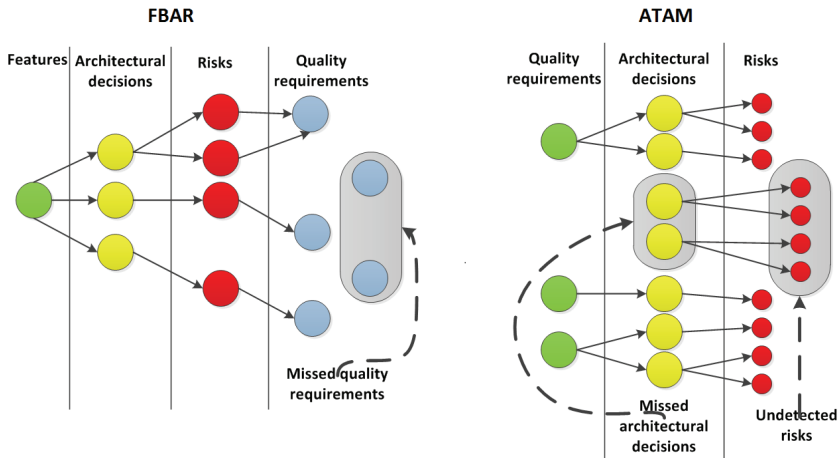 FBAR
Features
Architectural
decisions
Risks
Quality
requirements
Missed quality
requirements
ATAM
Quality
requirements
Architectural
decisions
Risks
Missed
architectural
decisions
Undetected
risks